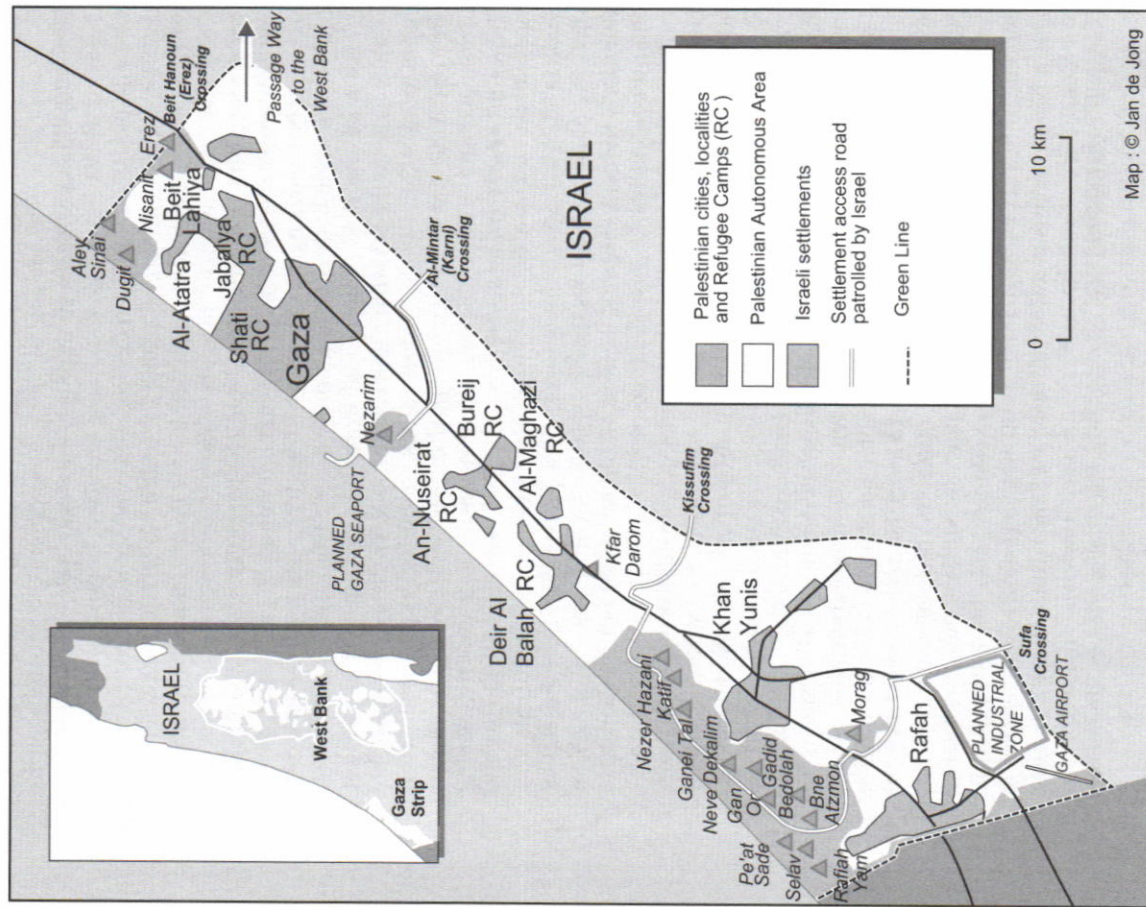 ISRAEL
West Bank
Gaza
Strip
Aley
Sinai
Dugit
Nisanit
Erez
Beit Hanoun
(Erez)
Crossing
Passage Way
to the
West Bank
Beit
Lahiya
Al-Atatra
Jabalya
RC
Shati
RC
Gaza
Al-Mintar
(Karni)
Crossing
ISRAEL
PLANNED
GAZA SEAPORT
Nezarim
An-Nuseirat
RC
Bureij
RC
Al-Maghazi
RC
Deir Al
Balah RC
Kfar
Darom
Kissufim
Crossing
Nezer Hazani
Katif
Ganei Tal
Khan
Yunis
Neve Dekalim
Gan
Or
Gadid
Bedolah
Bne
Atzmon
Morag
Pe'at
Sade
Selav
Rafiah
Yam
Rafah
Sufa
Crossing
PLANNED
INDUSTRIAL
ZONE
GAZA AIRPORT
Palestinian cities, localities
and Refugee Camps (RC )
Palestinian Autonomous Area
Israeli settlements
Settlement access road
patrolled by Israel
Green Line
0 10 km
Map : © Jan de Jong